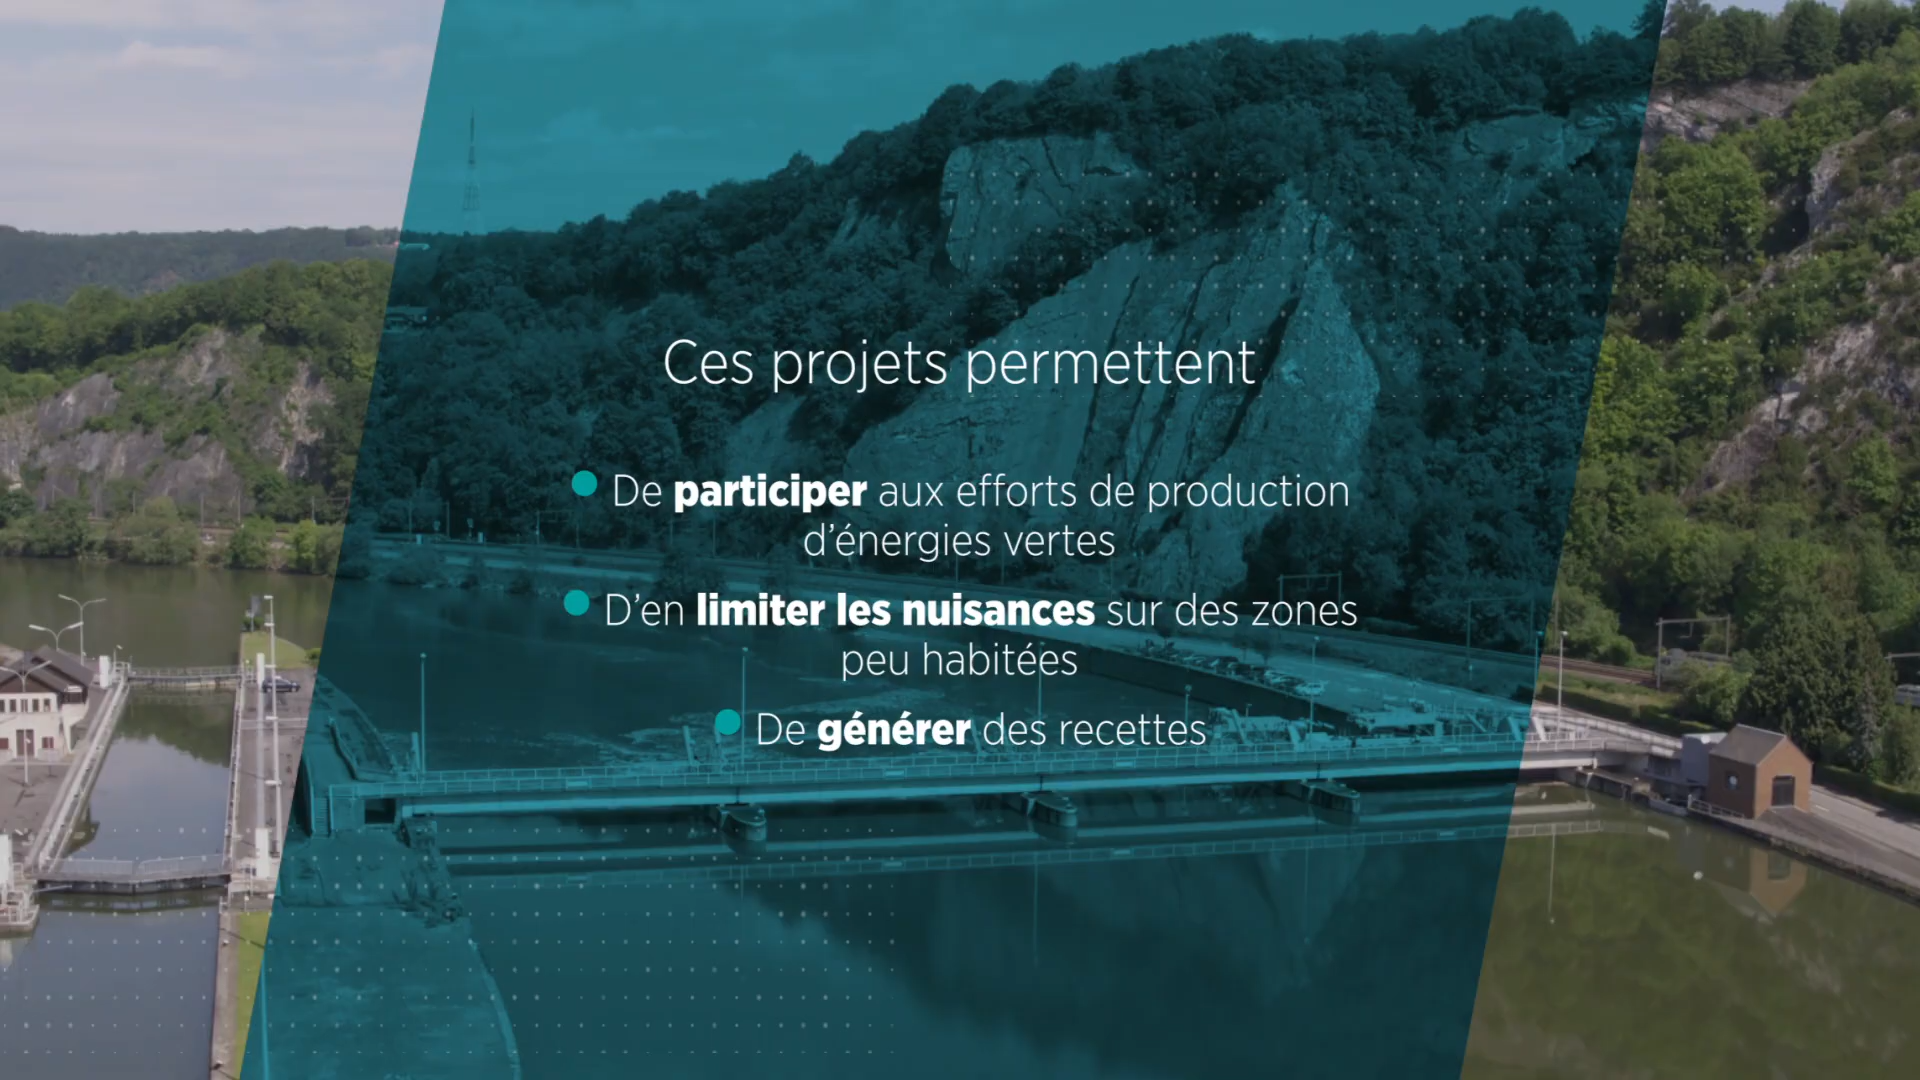 Ces projets permettent
De participer aux efforts de production
d’énergies vertes
D’en limiter les nuisances sur des zones
peu habitées
De générer des recettes